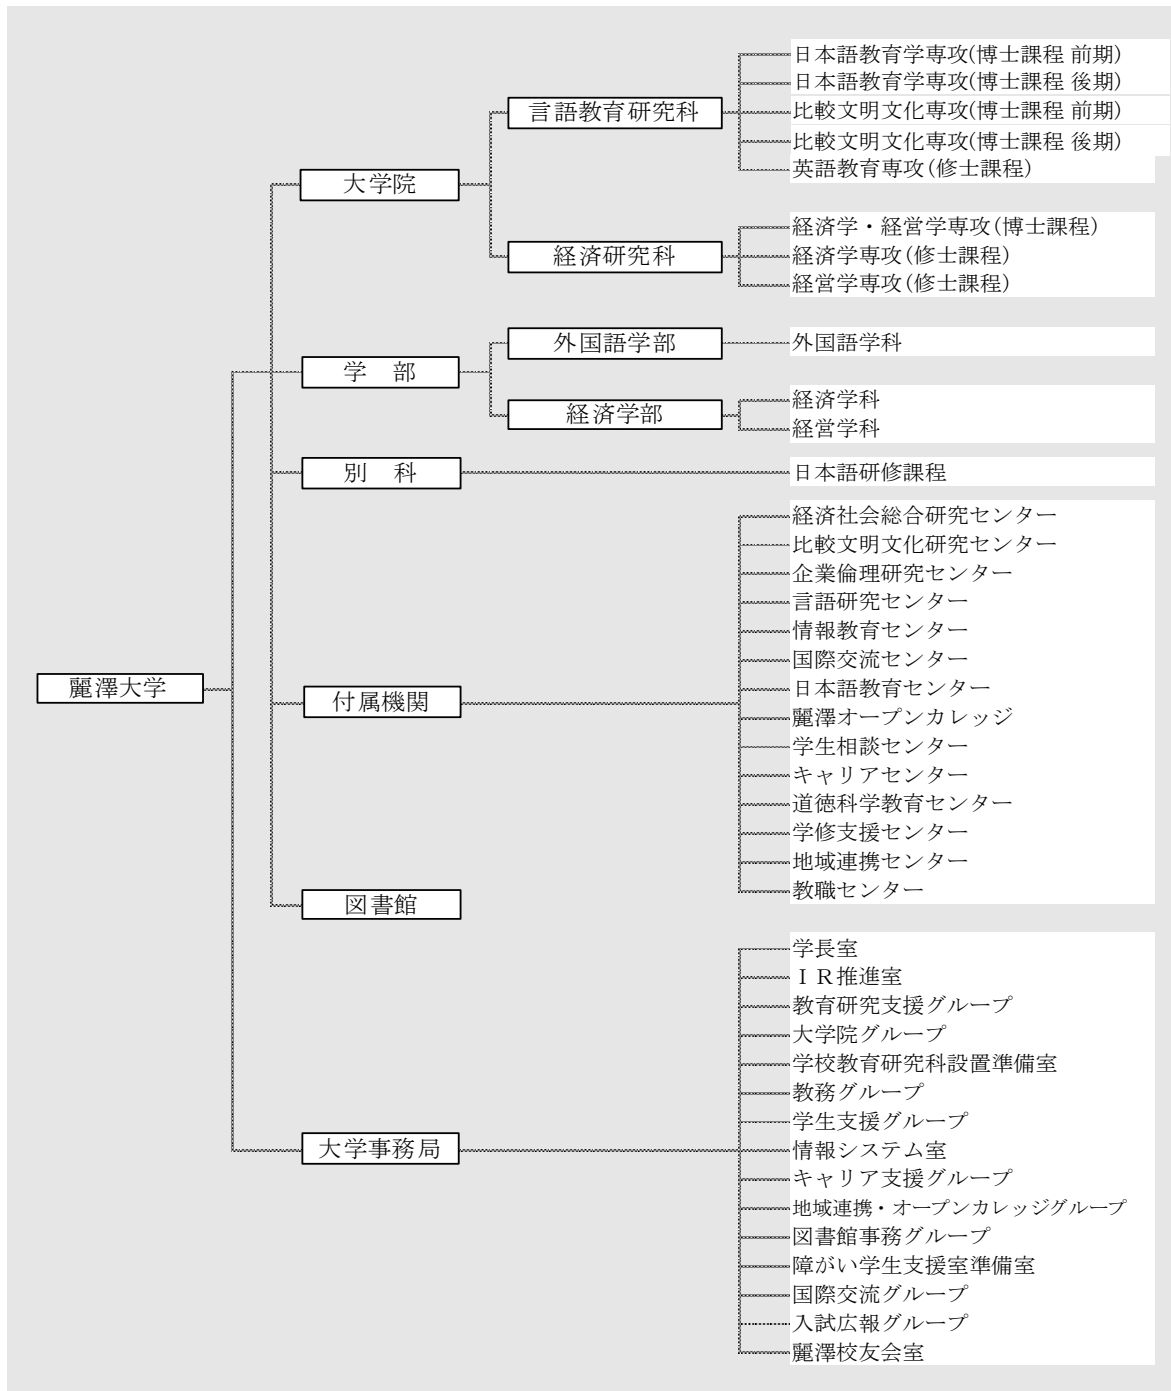 日本語教育学専攻(博士課程 前期)
日本語教育学専攻(博士課程 後期)
言語教育研究科
比較文明文化専攻(博士課程 前期)
比較文明文化専攻(博士課程 後期)
英語教育専攻(修士課程)
大学院
経済学・経営学専攻(博士課程)
経済研究科
経済学専攻(修士課程)
経営学専攻(修士課程)
外国語学部
外国語学科
学　部
経済学部
経済学科
経営学科
別　科
日本語研修課程
経済社会総合研究センター
比較文明文化研究センター
企業倫理研究センター
言語研究センター
情報教育センター
国際交流センター
麗澤大学
日本語教育センター
付属機関
麗澤オープンカレッジ
学生相談センター
キャリアセンター
道徳科学教育センター
学修支援センター
地域連携センター
教職センター
図書館
学長室
ＩＲ推進室
教育研究支援グループ
大学院グループ
学校教育研究科設置準備室
教務グループ
学生支援グループ
大学事務局
情報システム室
キャリア支援グループ
地域連携・オープンカレッジグループ
図書館事務グループ
障がい学生支援室準備室
国際交流グループ
入試広報グループ
麗澤校友会室